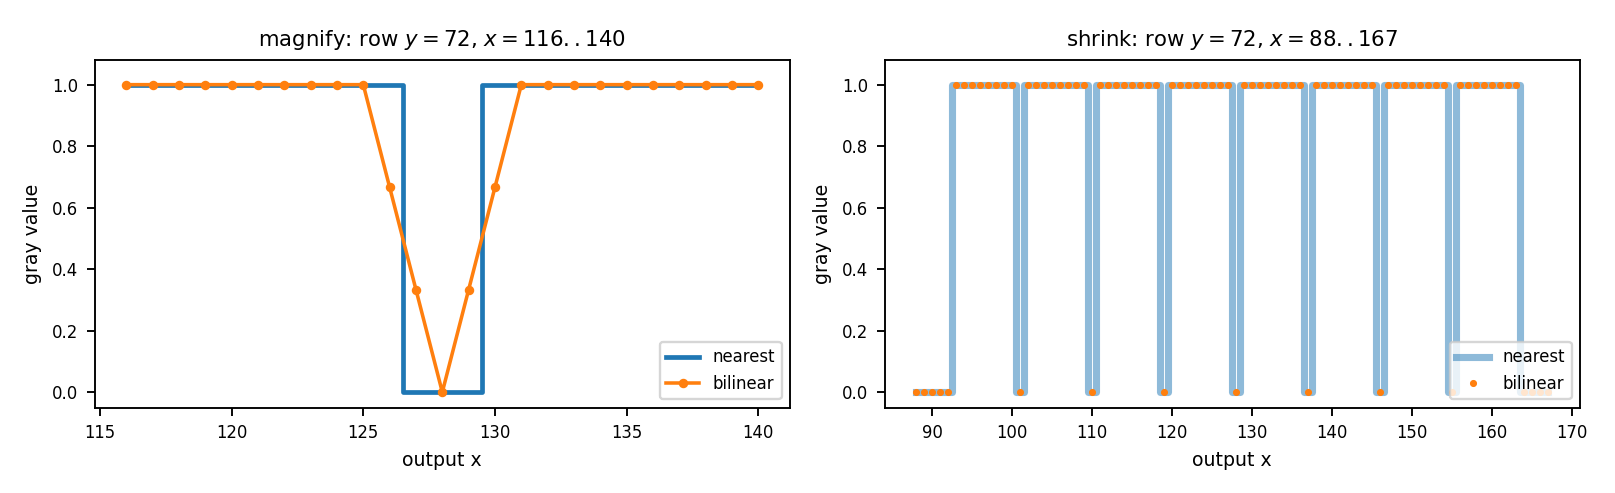 magnify: row y = 72, x = 116..140
gray value
1.0
0.8
0.6
0.4
0.2
0.0
nearest
bilinear
115 120 125 130 135 140
output x
shrink: row y = 72, x = 88..167
gray value
1.0
0.8
0.6
0.4
0.2
0.0
nearest
bilinear
90 100 110 120 130 140 150 160 170
output x